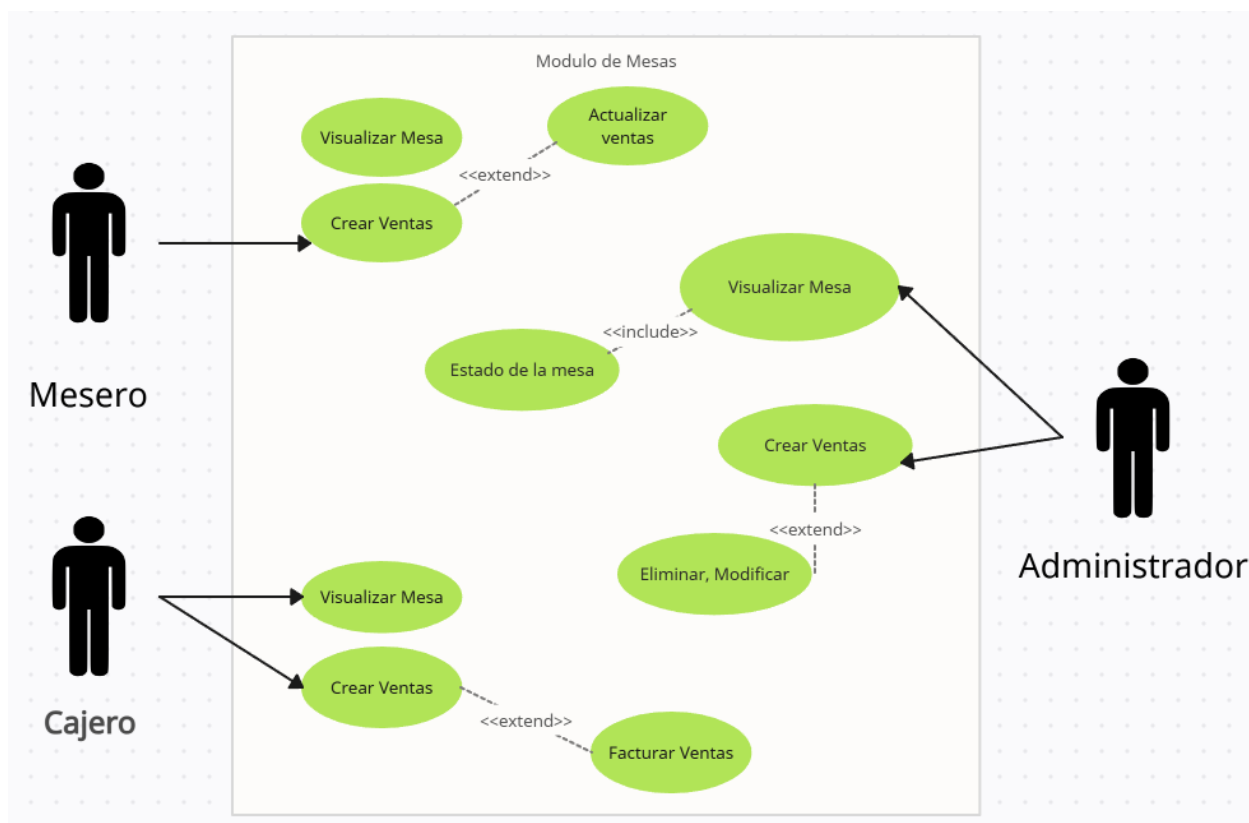 Modulo de Mesas
Visualizar Mesa
Actualizar
ventas
<<extend>>
Crear Ventas
Mesero
Visualizar Mesa
<<include>>
Estado de la mesa
Crear Ventas
<<extend>>
Eliminar, Modificar
Administrador
Visualizar Mesa
Crear Ventas
Cajero
<<extend>>
Facturar Ventas